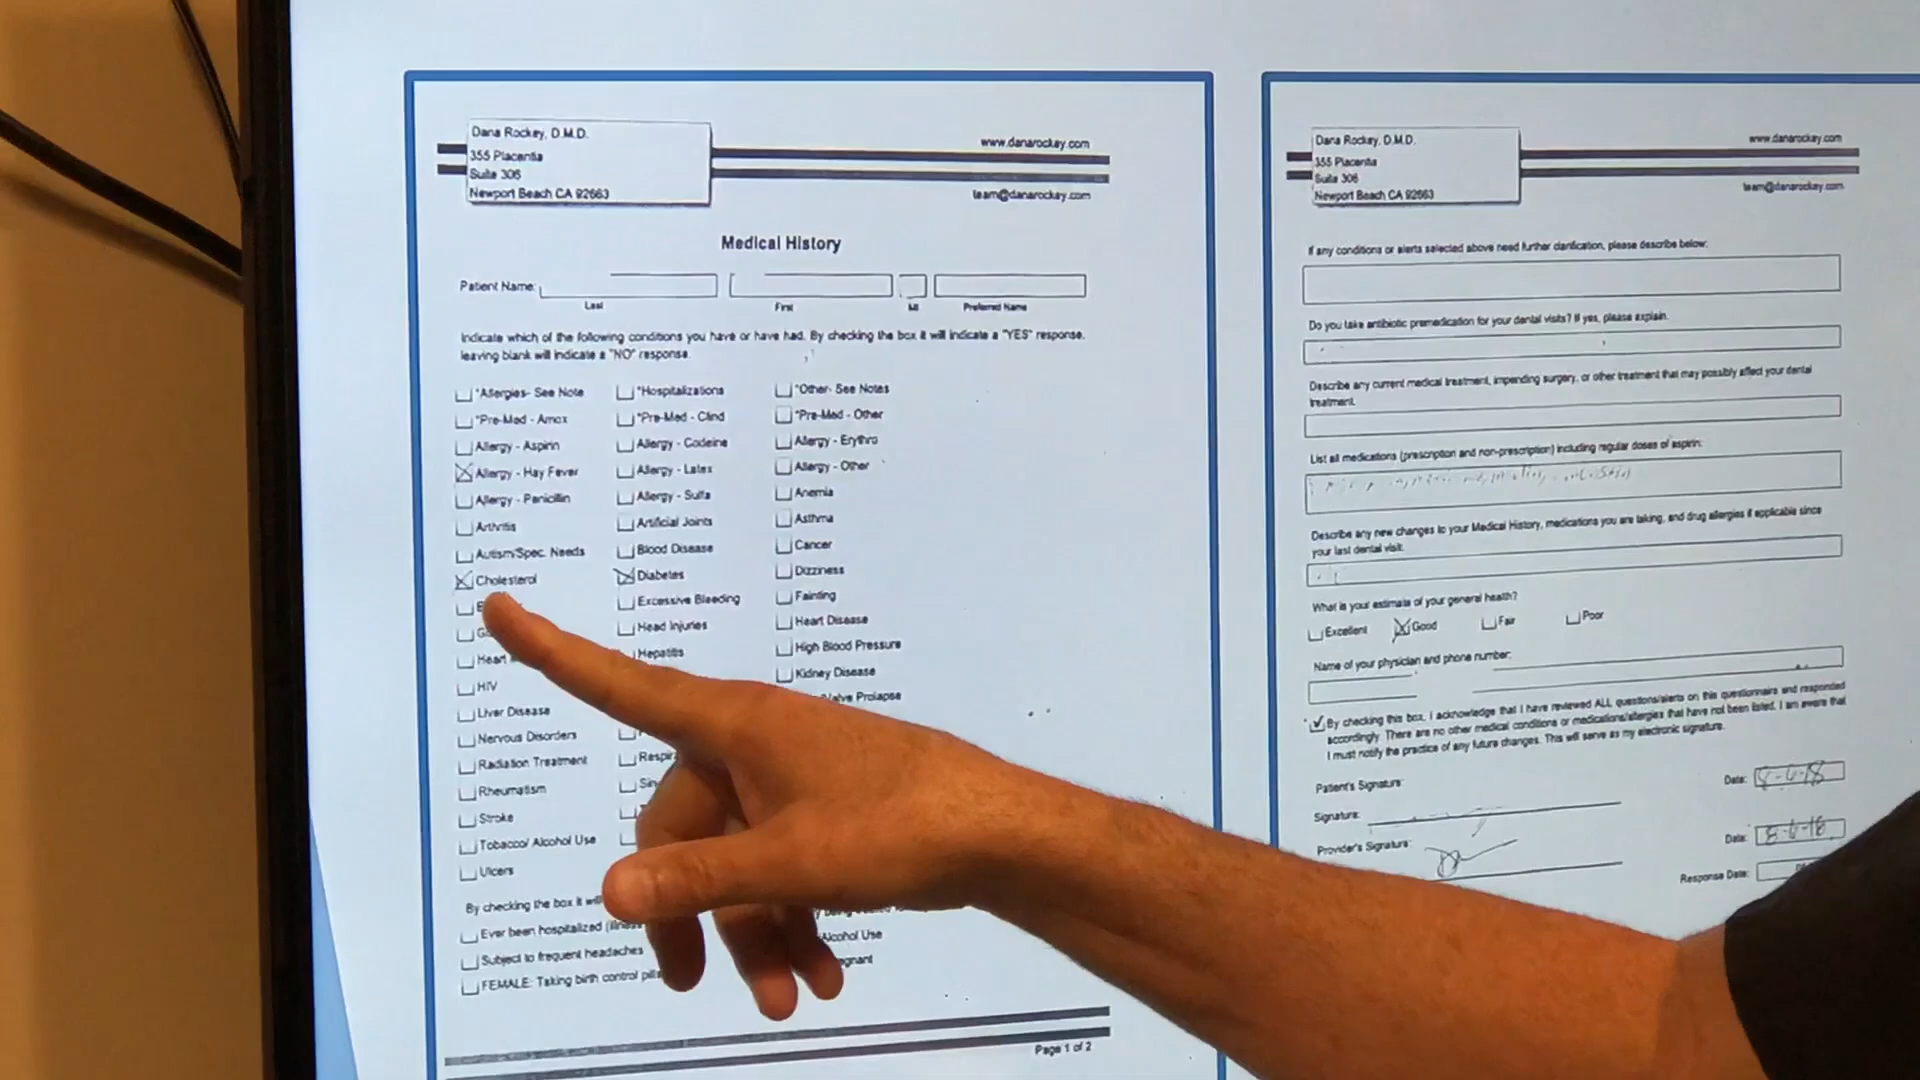 Dana Rockey, D.M.D.
355 Placentia
Suite 306
Newport Beach CA 92663
www.danarockey.com
team@danarockey.com
Medical History
Patient Name:
Last
First
MI
Preferred Name
Indicate which of the following conditions you have or have had. By checking the box it will indicate a "YES" response,
leaving blank will indicate a "NO" response.
*Allergies- See Note *Hospitalizations *Other- See Notes
*Pre-Med - Amox *Pre-Med - Clind *Pre-Med - Other
Allergy - Aspirin Allergy - Codeine Allergy - Erythro
Allergy - Hay Fever Allergy - Latex Allergy - Other
Allergy - Penicillin Allergy - Sulfa Anemia
Arthritis Artificial Joints Asthma
Autism/Spec. Needs Blood Disease Cancer
Cholesterol Diabetes Dizziness
Excessive Bleeding Fainting
Head Injuries Heart Disease
Heart Hepatitis High Blood Pressure
HIV Kidney Disease
Prolapse
Liver Disease
Nervous Disorders
Radiation Treatment
Rheumatism
Stroke
Tobacco/ Alcohol Use
Ulcers
By checking the box it will
Ever been hospitalized (illness
Subject to frequent headaches Alcohol Use
FEMALE: Taking birth control pills
Page 1 of 2
Dana Rockey, D.M.D.
355 Placentia
Suite 306
Newport Beach CA 92663
www.danarockey.com
team@danarockey.com
If any conditions or alerts selected above need further clarification, please describe below:
Do you take antibiotic premedication for your dental visits? If yes, please explain.
Describe any current medical treatment, impending surgery, or other treatment that may possibly affect your dental
treatment.
List all medications (prescription and non-prescription) including regular doses of aspirin:
Describe any new changes to your Medical History, medications you are taking, and drug allergies if applicable since
your last dental visit:
What is your estimate of your general health?
Excellent Good Fair Poor
Name of your physician and phone number:
By checking this box, I acknowledge that I have reviewed ALL questions/alerts on this questionnaire and responded
accordingly. There are no other medical conditions or medications/allergies that have not been listed. I am aware that
I must notify the practice of any future changes. This will serve as my electronic signature.
Patient's Signature:
Signature: Date: 8-6-18
Provider's Signature: Date: 8-6-18
Response Date: